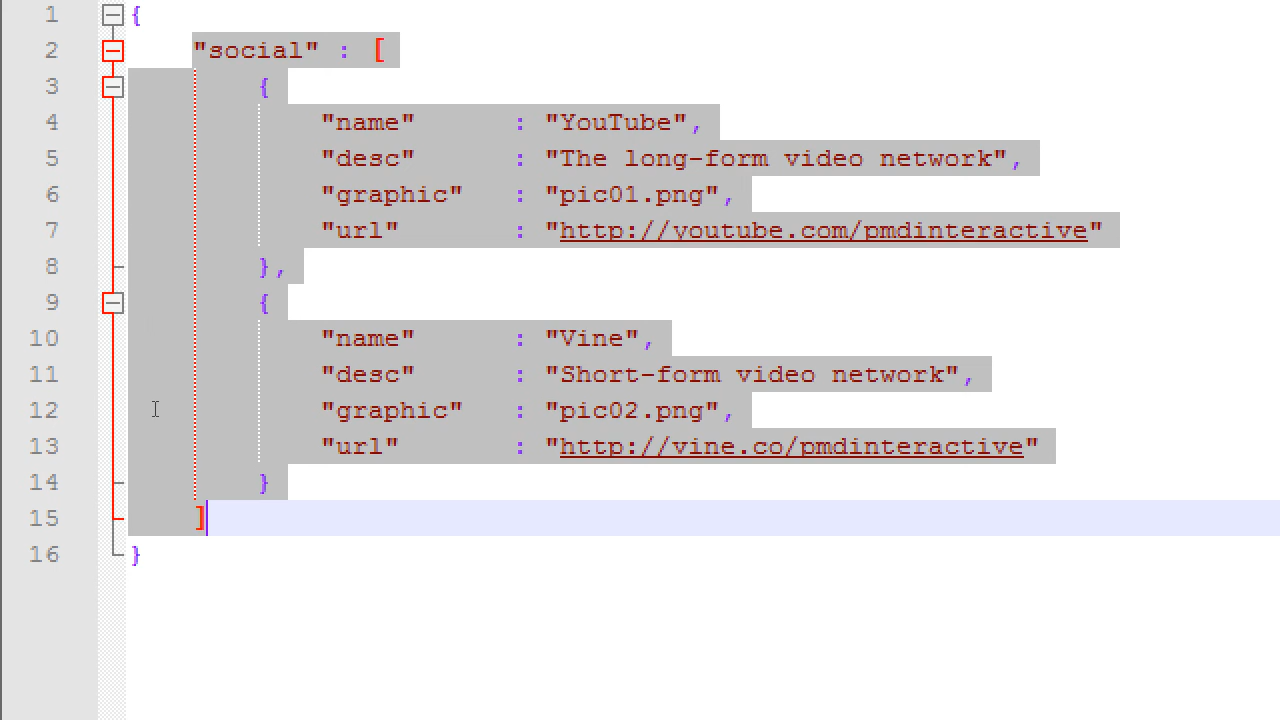 1 {
2     "social" : [
3         {
4             "name"      : "YouTube",
5             "desc"      : "The long-form video network",
6             "graphic"   : "pic01.png",
7             "url"       : "http://youtube.com/pmdinteractive"
8         },
9         {
10            "name"      : "Vine",
11            "desc"      : "Short-form video network",
12            "graphic"   : "pic02.png",
13            "url"       : "http://vine.co/pmdinteractive"
14        }
15    ]
16 }